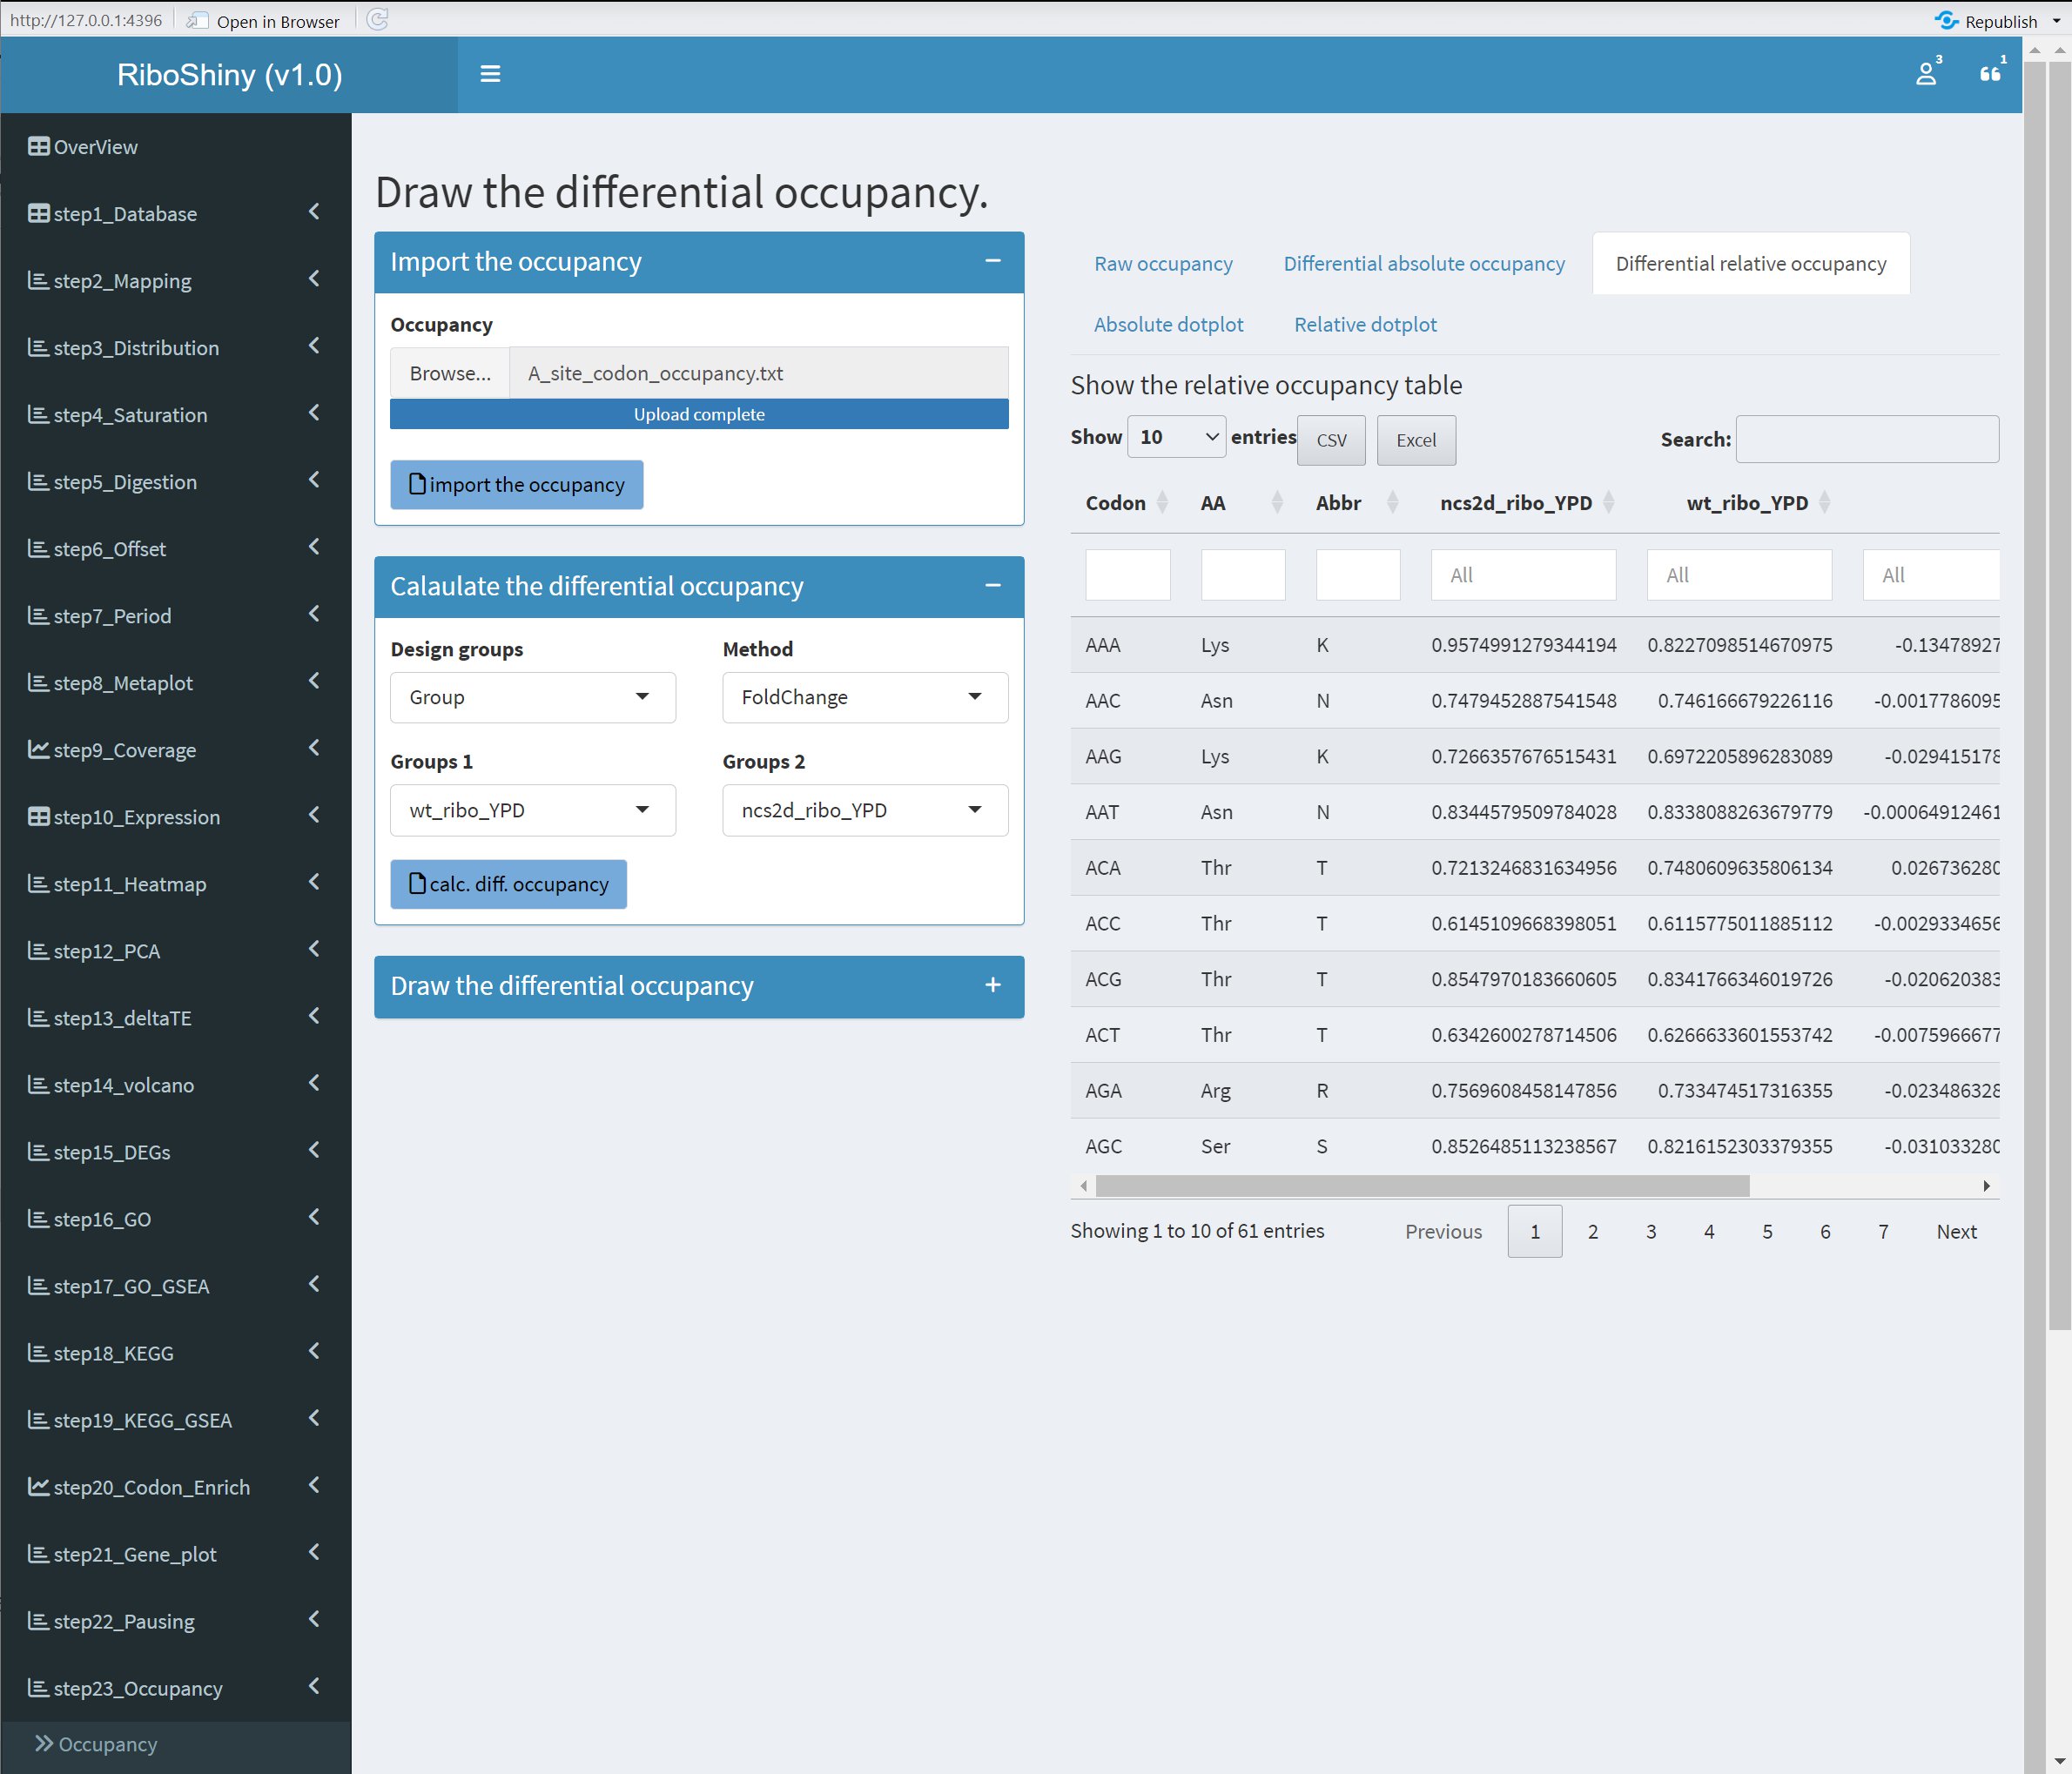 http://127.0.0.1:4396 Open in Browser Republish
RiboShiny (v1.0) 3 1
OverView
step1_Database
step2_Mapping
step3_Distribution
step4_Saturation
step5_Digestion
step6_Offset
step7_Period
step8_Metaplot
step9_Coverage
step10_Expression
step11_Heatmap
step12_PCA
step13_deltaTE
step14_volcano
step15_DEGs
step16_GO
step17_GO_GSEA
step18_KEGG
step19_KEGG_GSEA
step20_Codon_Enrich
step21_Gene_plot
step22_Pausing
step23_Occupancy
Occupancy
Draw the differential occupancy.
Import the occupancy
Occupancy
Browse... A_site_codon_occupancy.txt
Upload complete
import the occupancy
Calaulate the differential occupancy
Design groups Method
Group FoldChange
Groups 1 Groups 2
wt_ribo_YPD ncs2d_ribo_YPD
calc. diff. occupancy
Draw the differential occupancy
Raw occupancy Differential absolute occupancy Differential relative occupancy
Absolute dotplot Relative dotplot
Show the relative occupancy table
Show 10 entries CSV Excel Search:
Codon AA Abbr ncs2d_ribo_YPD wt_ribo_YPD
All All All
AAA Lys K 0.9574991279344194 0.8227098514670975 -0.13478927
AAC Asn N 0.7479452887541548 0.746166679226116 -0.0017786095
AAG Lys K 0.7266357676515431 0.6972205896283089 -0.029415178
AAT Asn N 0.8344579509784028 0.8338088263679779 -0.00064912461
ACA Thr T 0.7213246831634956 0.7480609635806134 0.026736280
ACC Thr T 0.6145109668398051 0.6115775011885112 -0.0029334656
ACG Thr T 0.8547970183660605 0.8341766346019726 -0.020620383
ACT Thr T 0.6342600278714506 0.6266633601553742 -0.0075966677
AGA Arg R 0.7569608458147856 0.733474517316355 -0.023486328
AGC Ser S 0.8526485113238567 0.8216152303379355 -0.031033280
Showing 1 to 10 of 61 entries Previous 1 2 3 4 5 6 7 Next